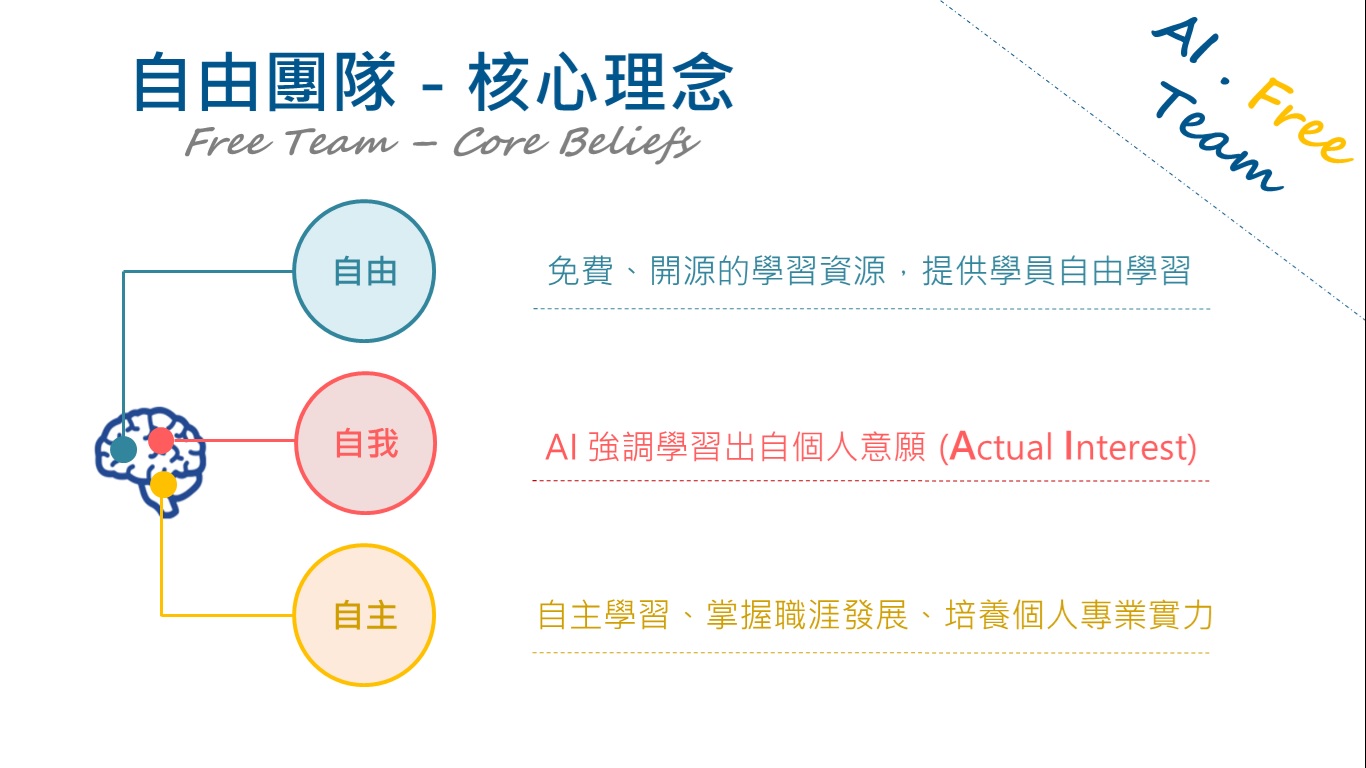 自由團隊 - 核心理念
Free Team – Core Beliefs
AI . Free
Team
自由
免費、開源的學習資源，提供學員自由學習
自我
AI 強調學習出自個人意願 (Actual Interest)
自主
自主學習、掌握職涯發展、培養個人專業實力